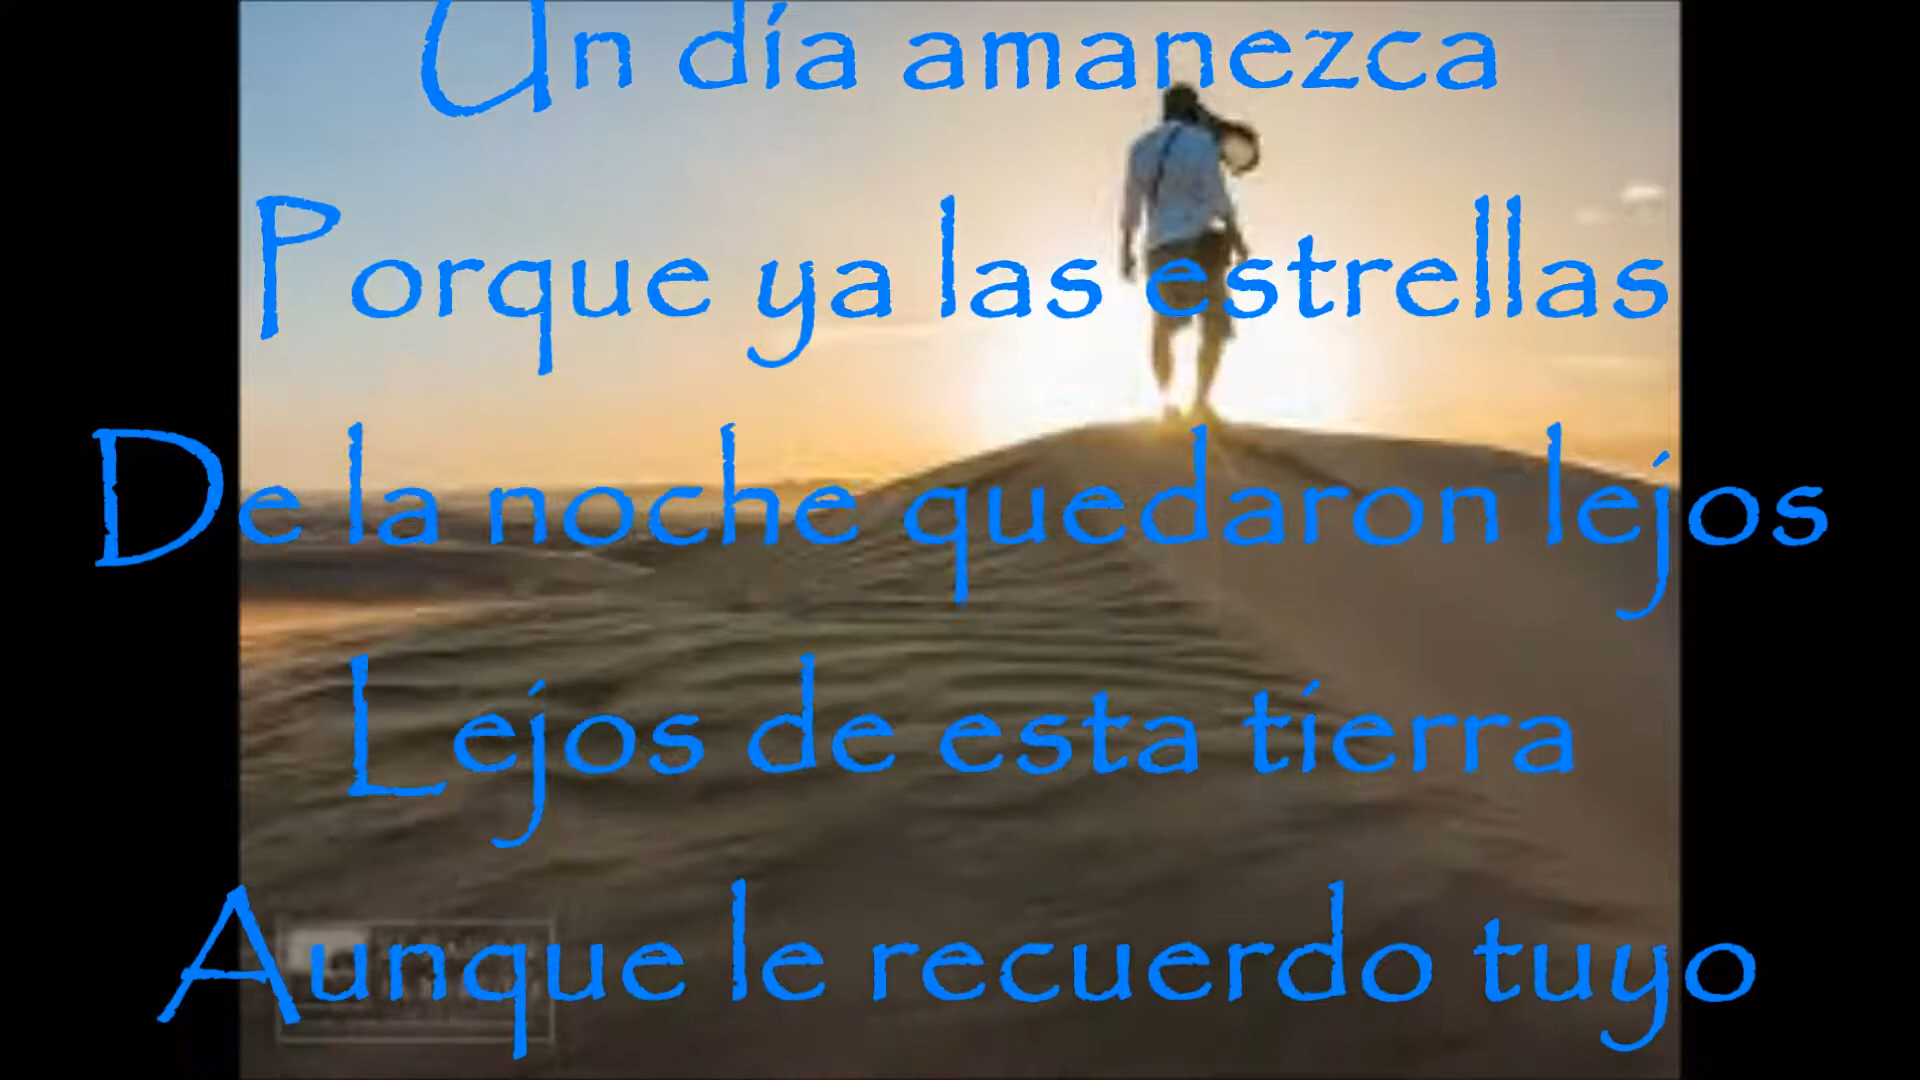 Un día amanezca
Porque ya las estrellas
De la noche quedaron lejos
Lejos de esta tierra
Aunque le recuerdo tuyo